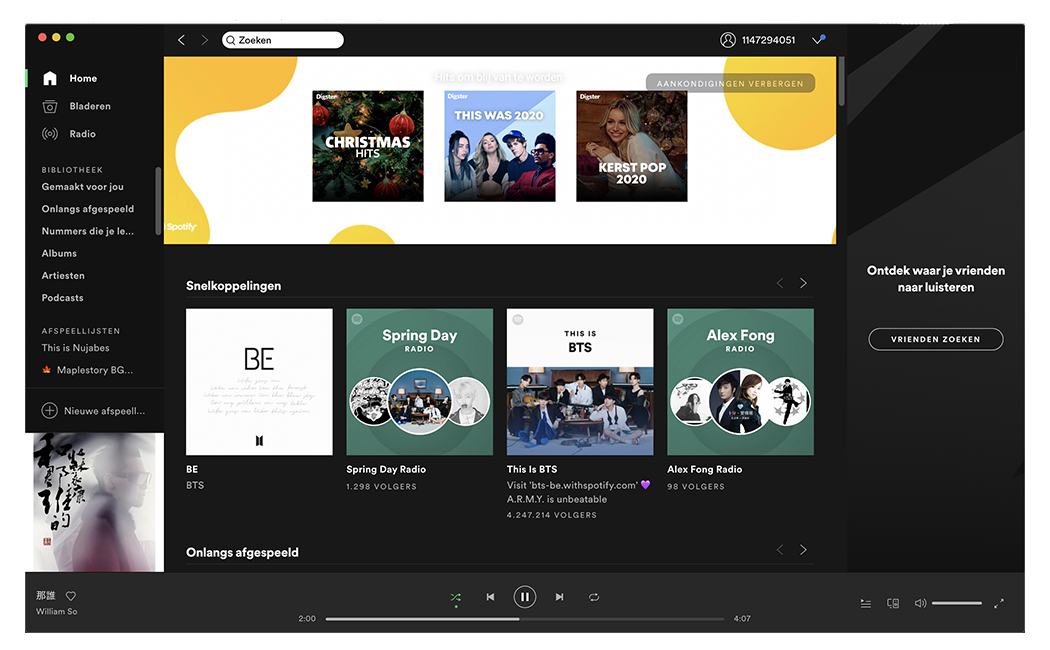 Zoeken
1147294051
Home
Bladeren
Radio
BIBLIOTHEEK
Gemaakt voor jou
Onlangs afgespeeld
Nummers die je le...
Albums
Artiesten
Podcasts
AFSPEELLIJSTEN
This is Nujabes
Maplestory BG...
Nieuwe afspeell...
Hits om blij van te worden
AANKONDIGINGEN VERBERGEN
Digster
CHRISTMAS
HITS
Digster
THIS WAS 2020
Digster
KERST POP
2020
Spotify
Snelkoppelingen
BE
BE
BTS
Spring Day
RADIO
Spring Day Radio
1.298 VOLGERS
THIS IS
BTS
This Is BTS
Visit 'bts-be.withspotify.com' 💜
A.R.M.Y. is unbeatable
4.247.214 VOLGERS
Alex Fong
RADIO
Alex Fong Radio
98 VOLGERS
Onlangs afgespeeld
Ontdek waar je vrienden
naar luisteren
VRIENDEN ZOEKEN
那誰
William So
2:00
4:07